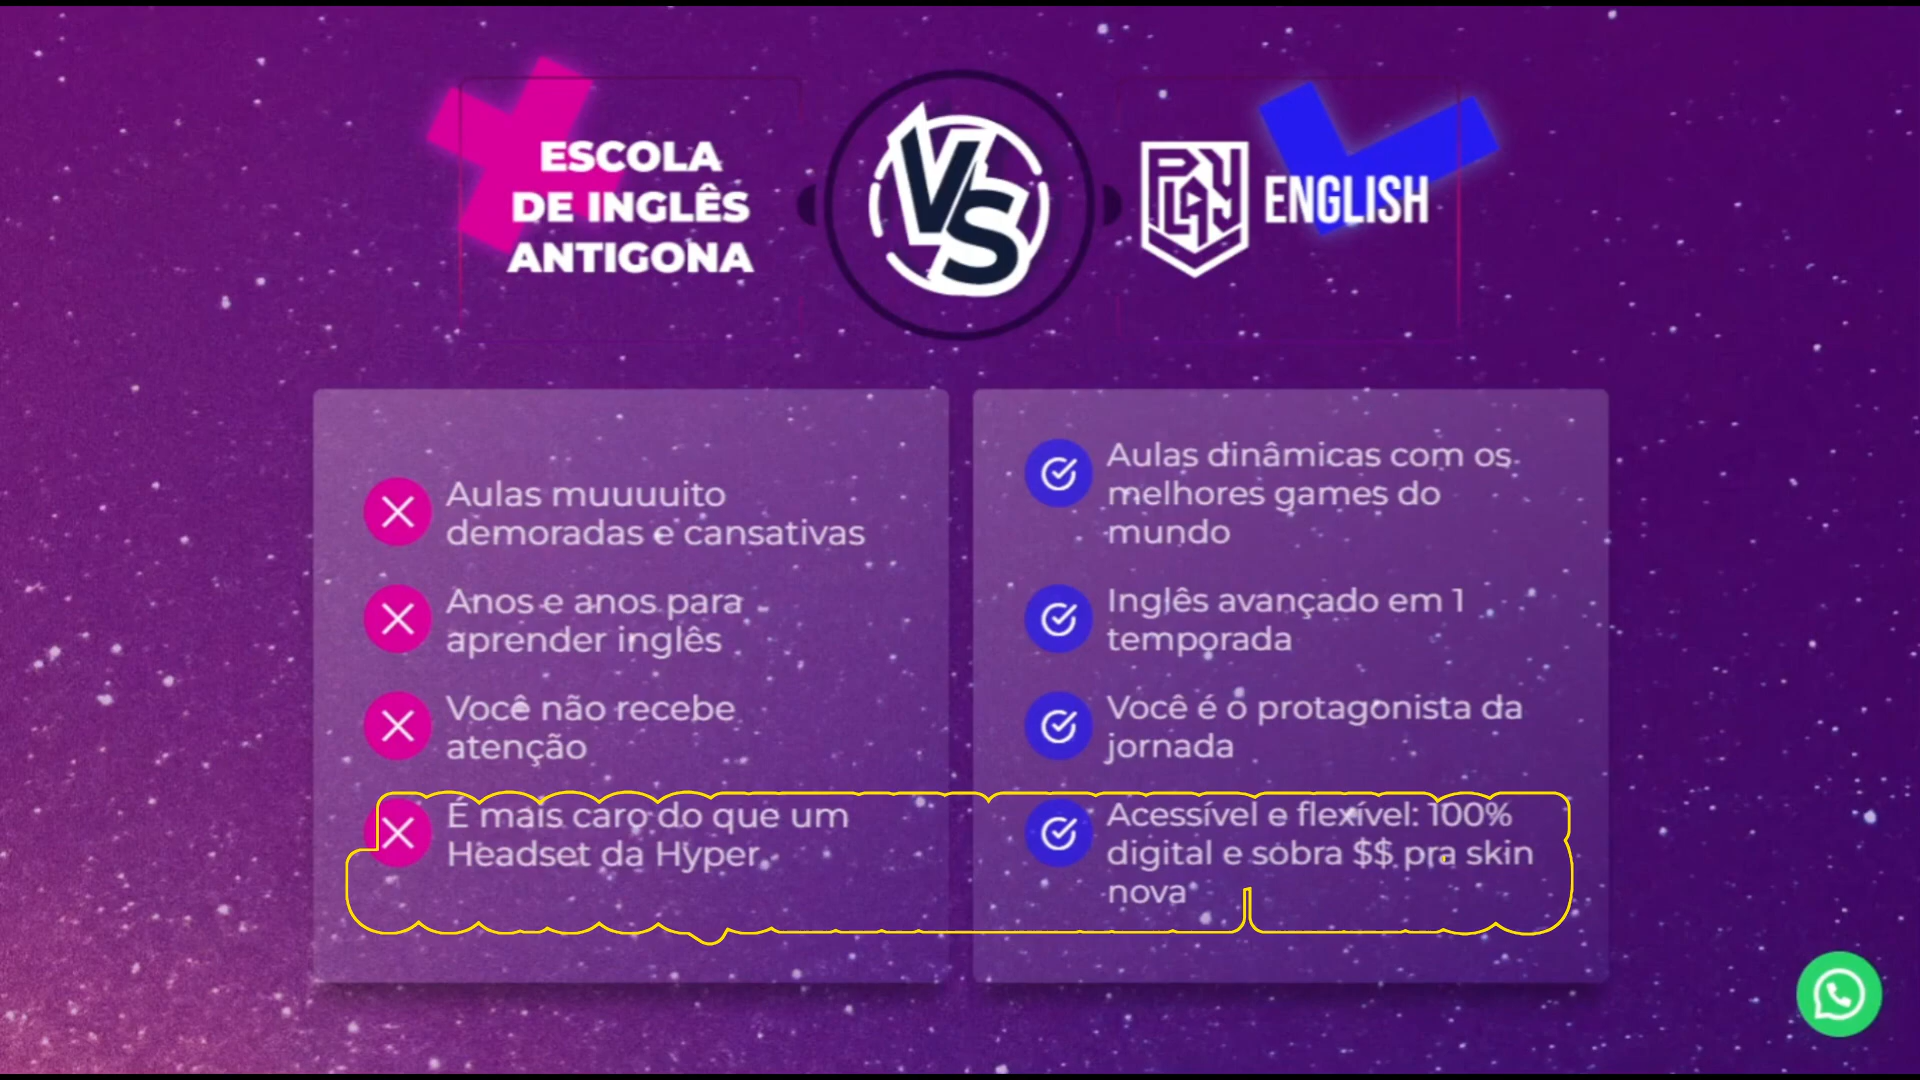 ESCOLA
DE INGLÊS
ANTIGONA
VS
PLAY
ENGLISH
Aulas muuuuito
demoradas e cansativas
Anos e anos para
aprender inglês
Você não recebe
atenção
É mais caro do que um
Headset da Hyper
Aulas dinâmicas com os
melhores games do
mundo
Inglês avançado em 1
temporada
Você é o protagonista da
jornada
Acessível e flexível: 100%
digital e sobra $$ pra skin
nova